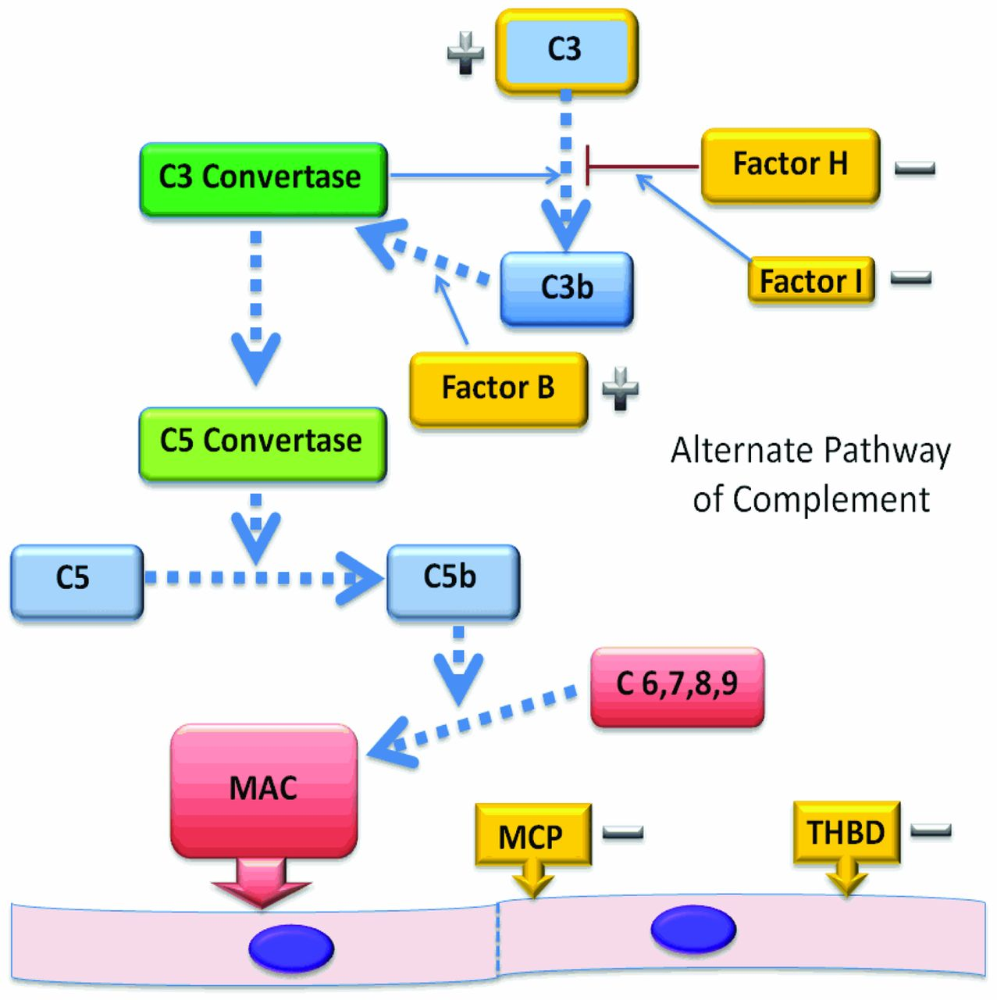 C3
Factor H
C3 Convertase
Factor I
C3b
Factor B
C5 Convertase
Alternate Pathway
of Complement
C5
C5b
C 6,7,8,9
MAC
MCP
THBD